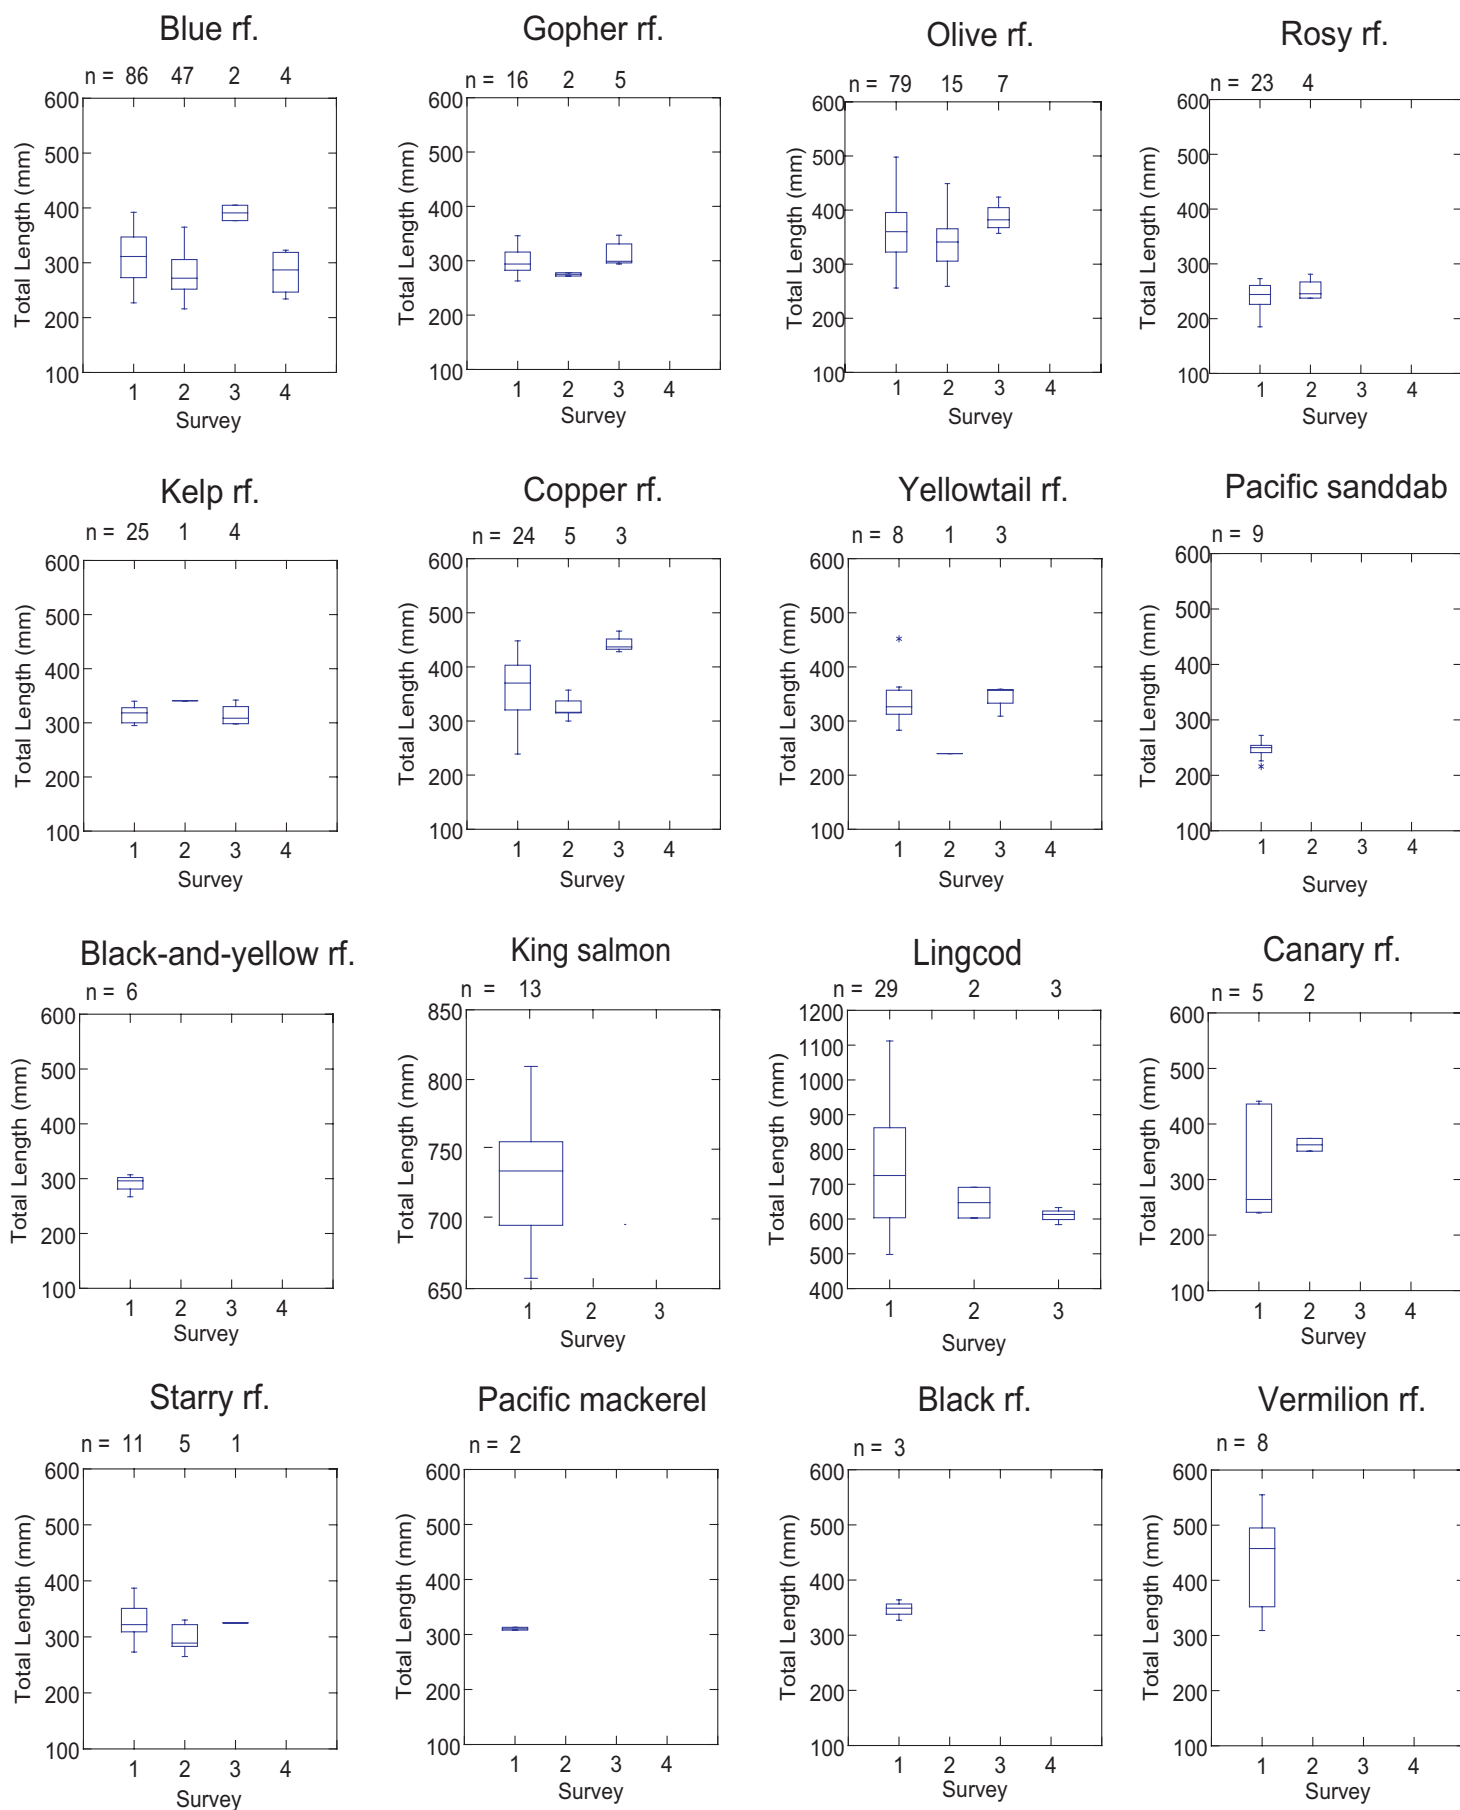 Blue rf.
n = 86 47 2 4
600
500
400
300
200
100
Total Length (mm)
1 2 3 4
Survey
Gopher rf.
n = 16 2 5
600
500
400
300
200
100
Total Length (mm)
1 2 3 4
Survey
Olive rf.
n = 79 15 7
600
500
400
300
200
100
Total Length (mm)
1 2 3 4
Survey
Rosy rf.
n = 23 4
600
500
400
300
200
100
Total Length (mm)
1 2 3 4
Survey
Kelp rf.
n = 25 1 4
600
500
400
300
200
100
Total Length (mm)
1 2 3 4
Survey
Copper rf.
n = 24 5 3
600
500
400
300
200
100
Total Length (mm)
1 2 3 4
Survey
Yellowtail rf.
n = 8 1 3
600
500
400
300
200
100
Total Length (mm)
1 2 3 4
Survey
Pacific sanddab
n = 9
600
500
400
300
200
100
Total Length (mm)
1 2 3 4
Survey
Black-and-yellow rf.
n = 6
600
500
400
300
200
100
Total Length (mm)
1 2 3 4
Survey
King salmon
n = 13
850
800
750
700
650
Total Length (mm)
1 2 3
Survey
Lingcod
n = 29 2 3
1200
1100
1000
900
800
700
600
500
400
Total Length (mm)
1 2 3
Survey
Canary rf.
n = 5 2
600
500
400
300
200
100
Total Length (mm)
1 2 3 4
Survey
Starry rf.
n = 11 5 1
600
500
400
300
200
100
Total Length (mm)
1 2 3 4
Survey
Pacific mackerel
n = 2
600
500
400
300
200
100
Total Length (mm)
1 2 3 4
Survey
Black rf.
n = 3
600
500
400
300
200
100
Total Length (mm)
1 2 3 4
Survey
Vermilion rf.
n = 8
600
500
400
300
200
100
Total Length (mm)
1 2 3 4
Survey